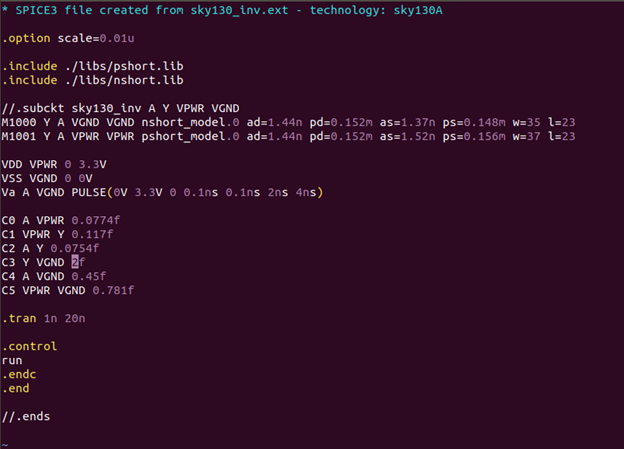 * SPICE3 file created from sky130_inv.ext - technology: sky130A
.option scale=0.01u
.include ./libs/pshort.lib
.include ./libs/nshort.lib
//.subckt sky130_inv A Y VPWR VGND
M1000 Y A VGND VGND nshort_model.0 ad=1.44n pd=0.152m as=1.37n ps=0.148m w=35 l=23
M1001 Y A VPWR VPWR pshort_model.0 ad=1.44n pd=0.152m as=1.52n ps=0.156m w=37 l=23
VDD VPWR 0 3.3V
VSS VGND 0 0V
Va A VGND PULSE(0V 3.3V 0 0.1ns 0.1ns 2ns 4ns)
C0 A VPWR 0.0774f
C1 VPWR Y 0.117f
C2 A Y 0.0754f
C3 Y VGND 2f
C4 A VGND 0.45f
C5 VPWR VGND 0.781f
.tran 1n 20n
.control
run
.endc
.end
//.ends
~